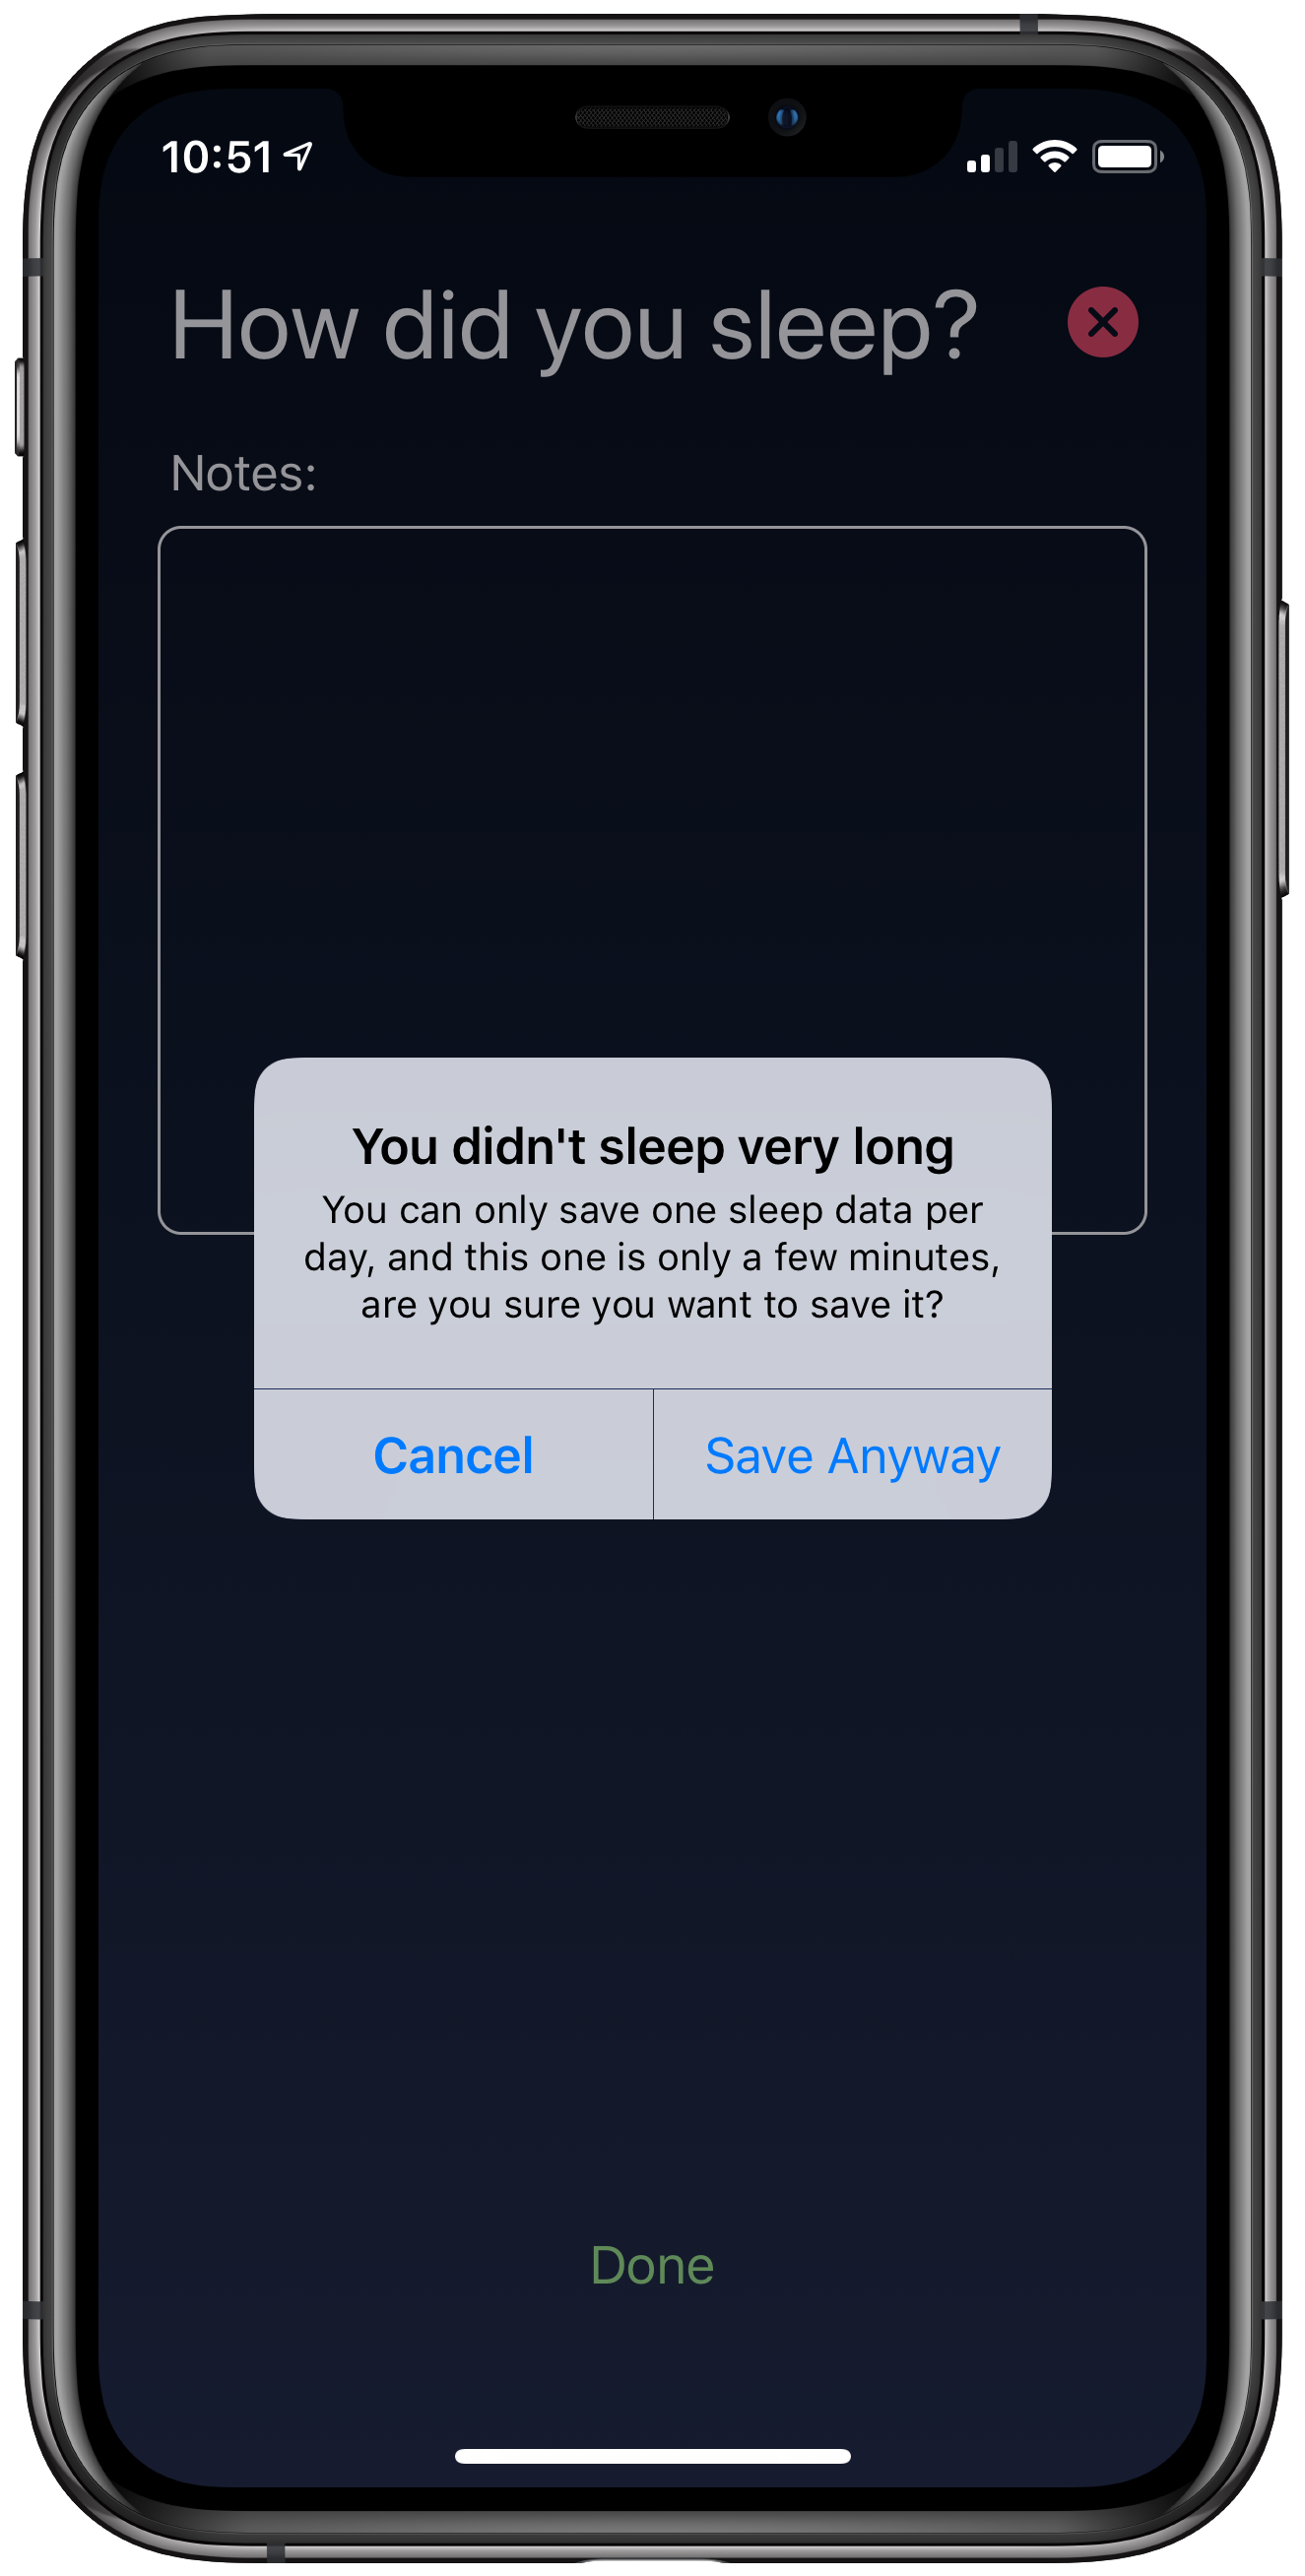 10:51
How did you sleep?
Notes:
You didn't sleep very long
You can only save one sleep data per
day, and this one is only a few minutes,
are you sure you want to save it?
Cancel
Save Anyway
Done